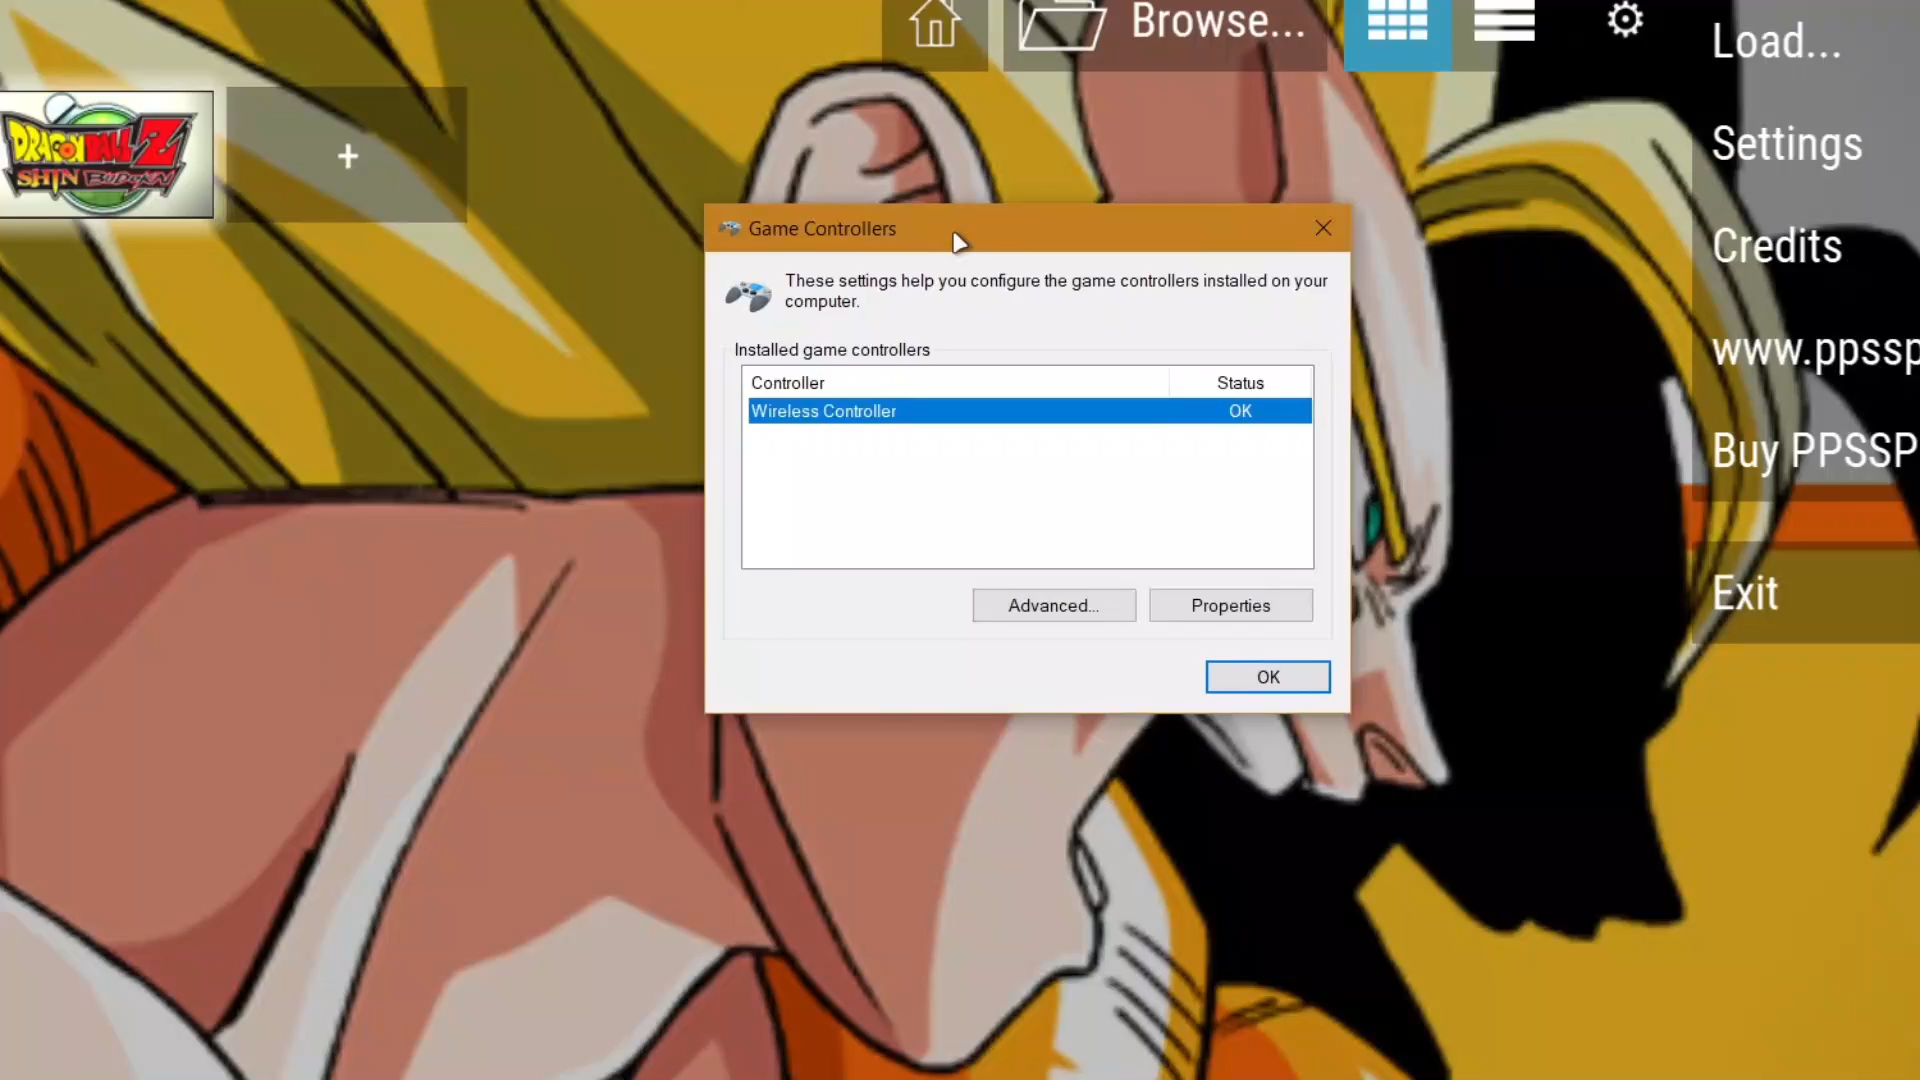 Browse...
Load...
DRAGON BALL Z
SHIN BUDOKAI
+
Settings
Game Controllers
Credits
These settings help you configure the game controllers installed on your
computer.
Installed game controllers
www.ppssp
Controller Status
Wireless Controller OK
Buy PPSSP
Advanced... Properties
Exit
OK